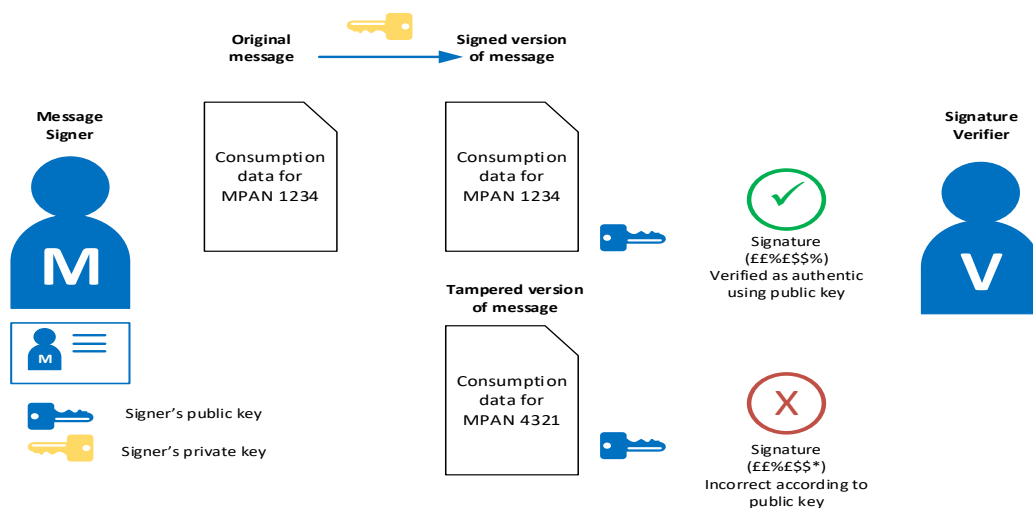 Original
message
Signed version
of message
Message
Signer
Signature
Verifier
Consumption
data for
MPAN 1234
Consumption
data for
MPAN 1234
M
V
Signature
(££%£$$%)
Verified as authentic
using public key
Tampered version
of message
M
Consumption
data for
MPAN 4321
X
Signer's public key
Signer's private key
Signature
(££%£$$*)
Incorrect according to
public key